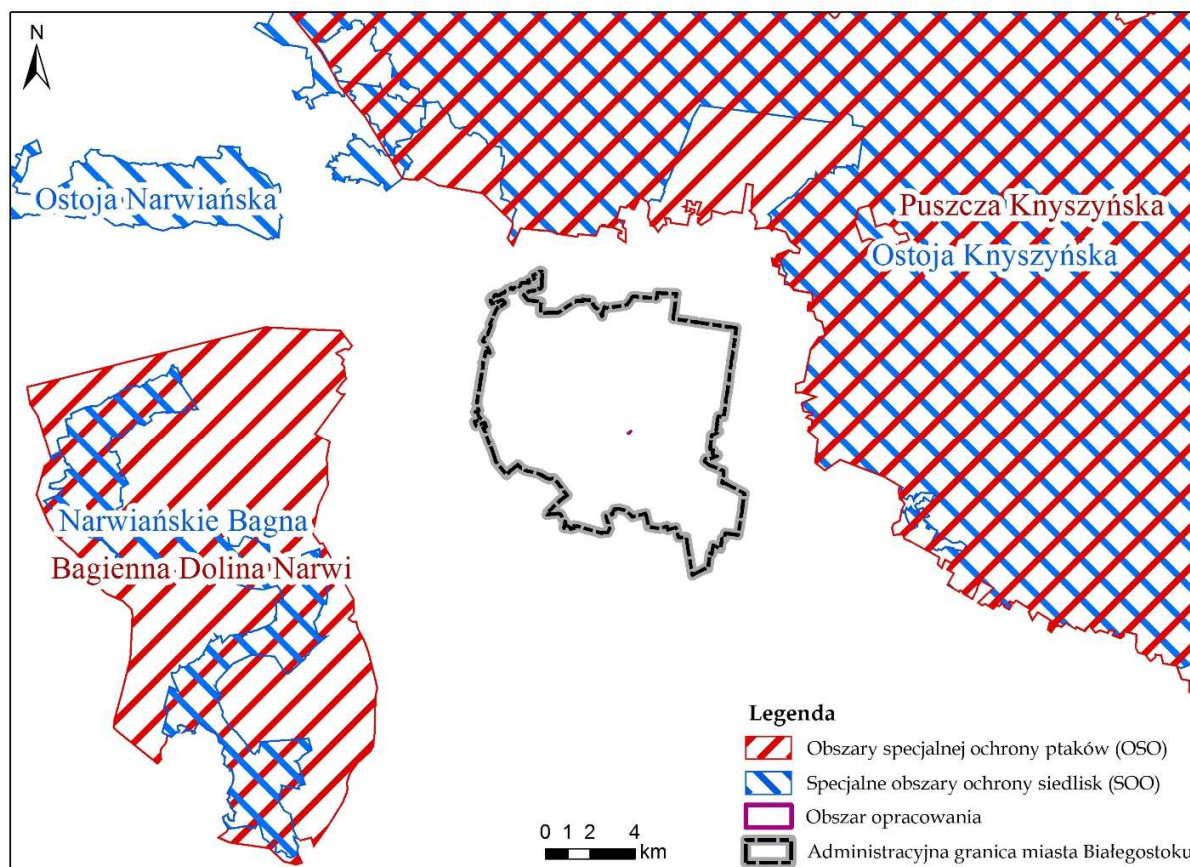 N
Ostoja Narwiańska
Puszcza Knyszyńska
Ostoja Knyszyńska
Narwiańskie Bagna
Bagienna Dolina Narwi
Legenda
Obszary specjalnej ochrony ptaków (OSO)
Specjalne obszary ochrony siedlisk (SOO)
Obszar opracowania
Administracyjna granica miasta Białegostoku
0 1 2 4
km